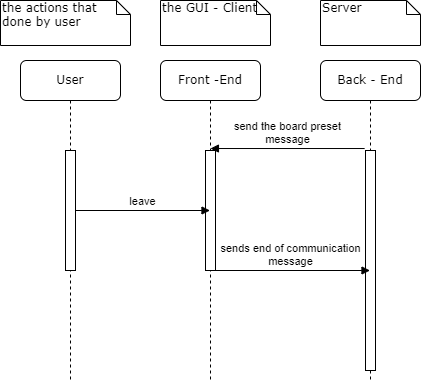 the actions that
done by user
the GUI - Client
Server
User
Front -End
Back - End
send the board preset
message
leave
sends end of communication
message